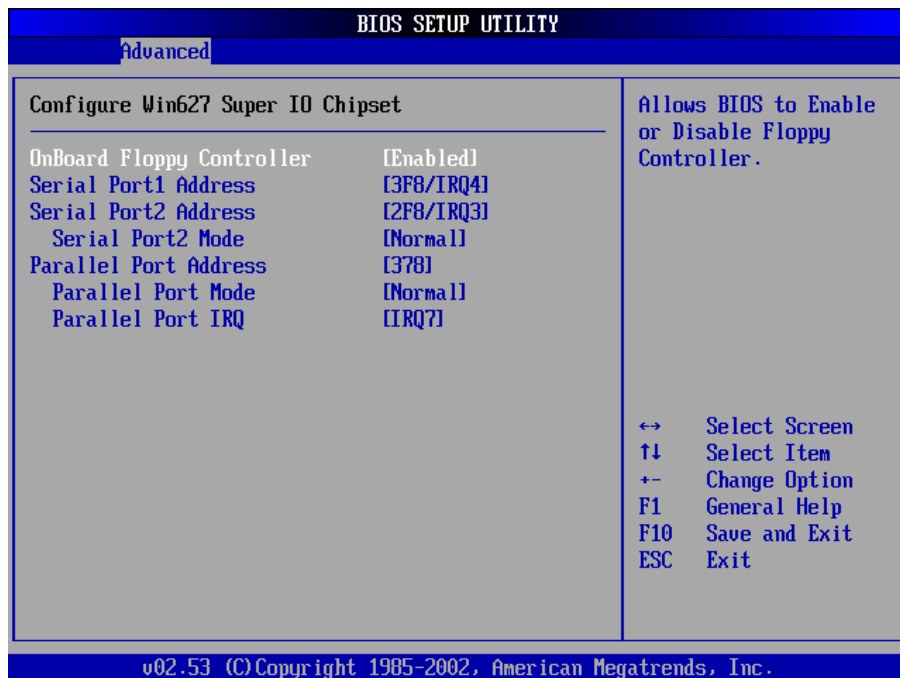 BIOS SETUP UTILITY
Advanced
Configure Win627 Super IO Chipset
OnBoard Floppy Controller [Enabled]
Serial Port1 Address [3F8/IRQ4]
Serial Port2 Address [2F8/IRQ3]
Serial Port2 Mode [Normal]
Parallel Port Address [378]
Parallel Port Mode [Normal]
Parallel Port IRQ [IRQ7]
Allows BIOS to Enable
or Disable Floppy
Controller.
↔ Select Screen
↑↓ Select Item
+- Change Option
F1 General Help
F10 Save and Exit
ESC Exit
v02.53 (C)Copyright 1985-2002, American Megatrends, Inc.